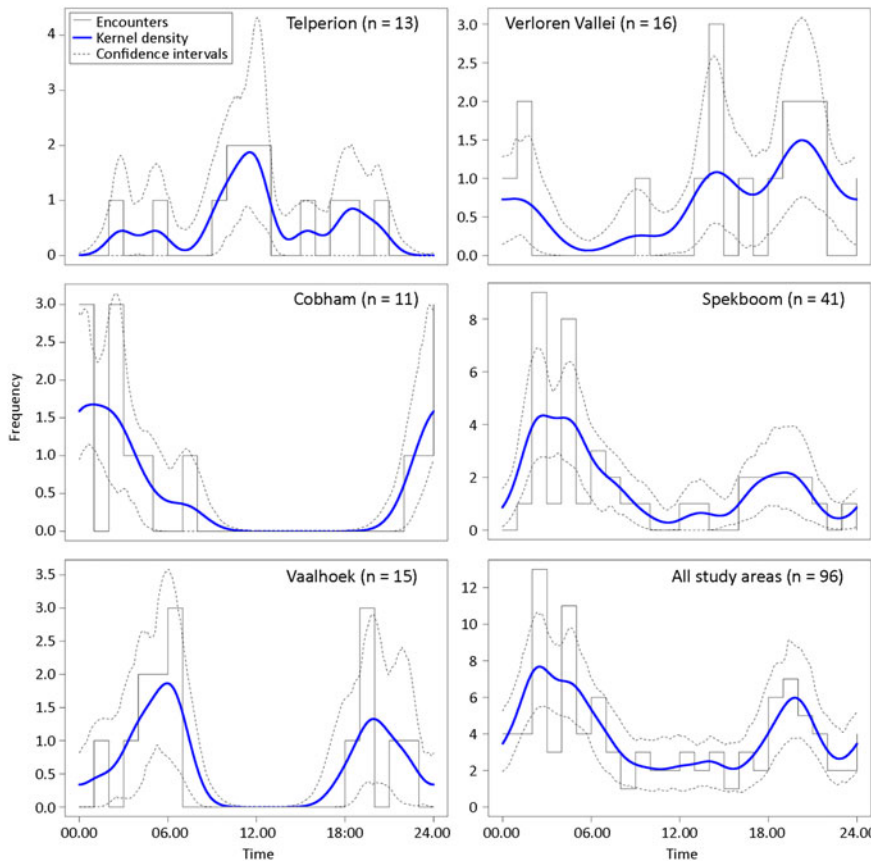 Telperion (n = 13)
Encounters
Kernel density
Confidence intervals
4
3
2
1
0
Verloren Vallei (n = 16)
3.0
2.5
2.0
1.5
1.0
0.5
0.0
Cobham (n = 11)
3.0
2.5
2.0
1.5
1.0
0.5
0.0
Spekboom (n = 41)
8
6
4
2
0
Frequency
Vaalhoek (n = 15)
3.5
3.0
2.5
2.0
1.5
1.0
0.5
0.0
00.00 06.00 12.00 18:00 24.00
Time
All study areas (n = 96)
12
10
8
6
4
2
0
00.00 06.00 12.00 18:00 24.00
Time